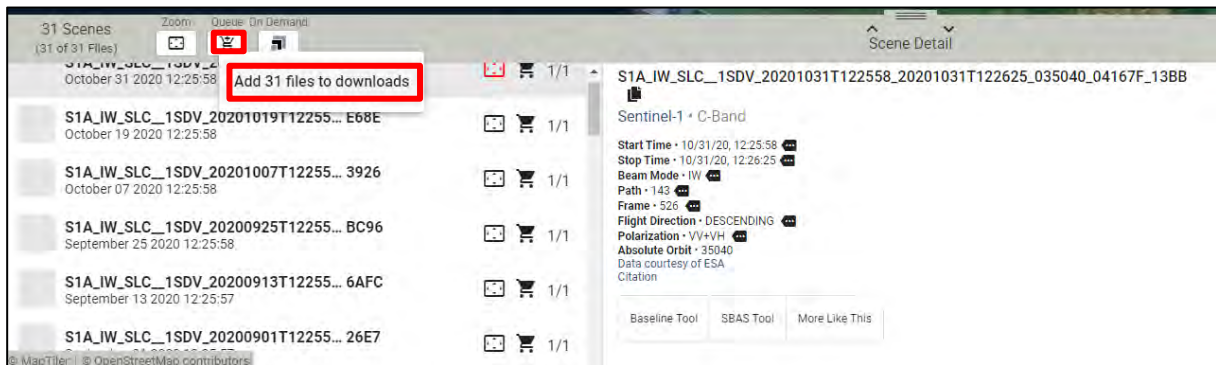 31 Scenes
(31 of 31 Files)
Zoom
Queue
On Demand
Add 31 files to downloads
October 31 2020 12:25:58
1/1
S1A_IW_SLC__1SDV_20201019T12255... E68E
October 19 2020 12:25:58
1/1
S1A_IW_SLC__1SDV_20201007T12255... 3926
October 07 2020 12:25:58
1/1
S1A_IW_SLC__1SDV_20200925T12255... BC96
September 25 2020 12:25:58
1/1
S1A_IW_SLC__1SDV_20200913T12255... 6AFC
September 13 2020 12:25:57
1/1
S1A_IW_SLC__1SDV_20200901T12255... 26E7
1/1
© MapTiler © OpenStreetMap contributors
Scene Detail
S1A_IW_SLC__1SDV_20201031T122558_20201031T122625_035040_04167F_13BB
Sentinel-1 • C-Band
Start Time • 10/31/20, 12:25:58
Stop Time • 10/31/20, 12:26:25
Beam Mode • IW
Path • 143
Frame • 526
Flight Direction • DESCENDING
Polarization • VV+VH
Absolute Orbit • 35040
Data courtesy of ESA
Citation
Baseline Tool
SBAS Tool
More Like This